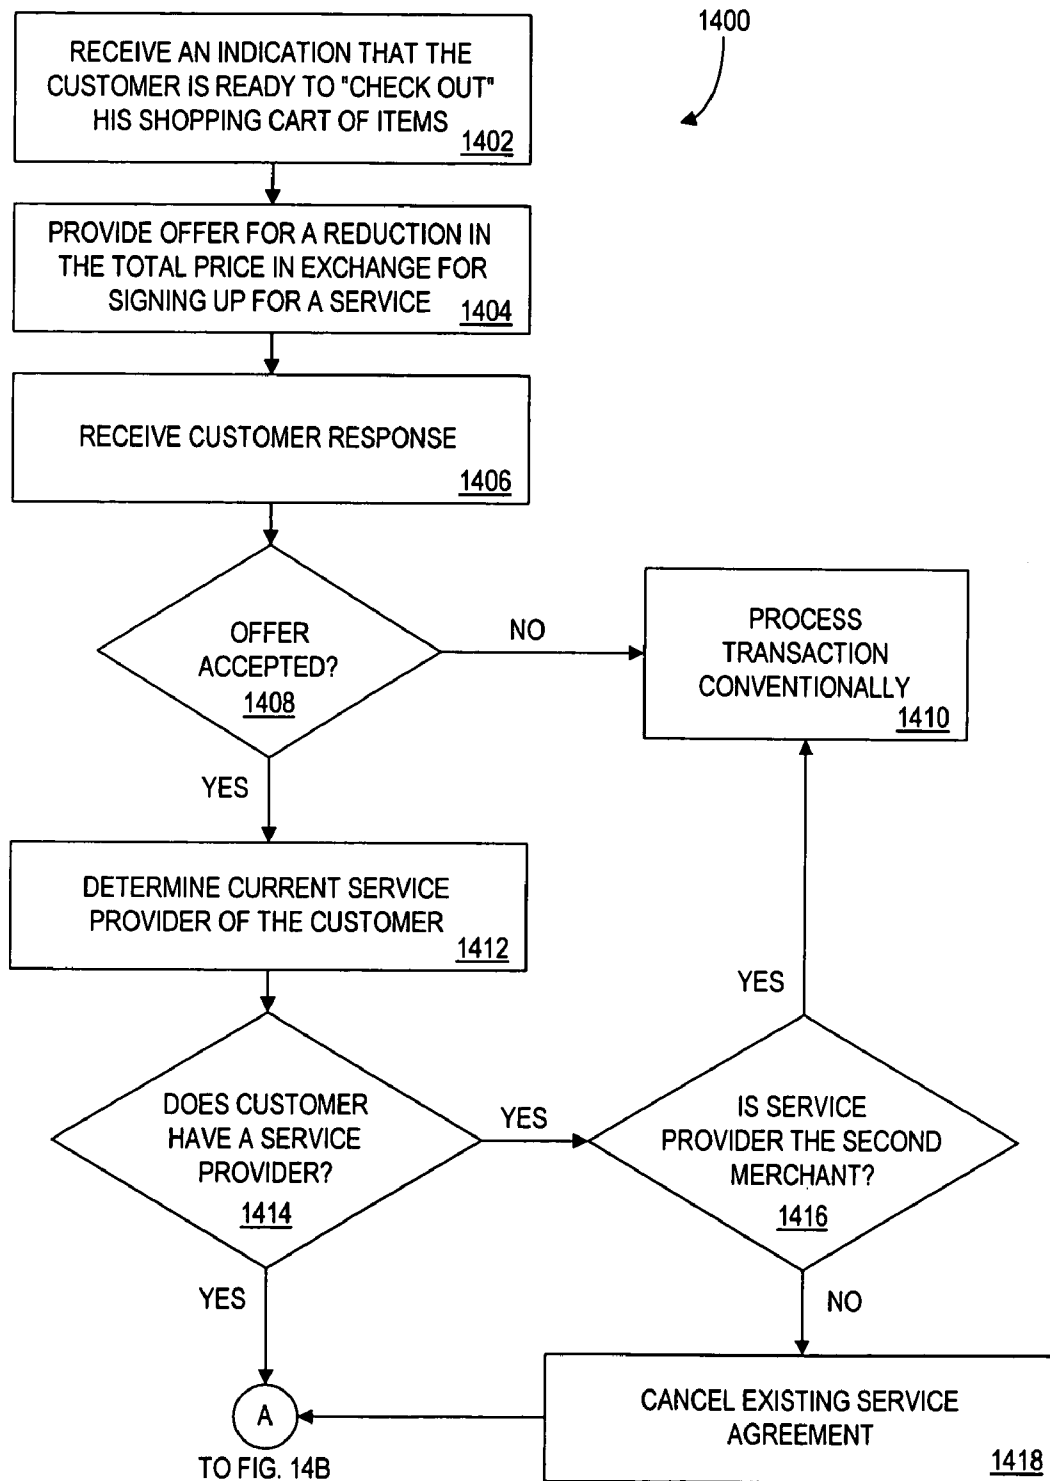 1400
RECEIVE AN INDICATION THAT THE
CUSTOMER IS READY TO "CHECK OUT"
HIS SHOPPING CART OF ITEMS
1402
PROVIDE OFFER FOR A REDUCTION IN
THE TOTAL PRICE IN EXCHANGE FOR
SIGNING UP FOR A SERVICE
1404
RECEIVE CUSTOMER RESPONSE
1406
OFFER
ACCEPTED?
1408
NO
PROCESS
TRANSACTION
CONVENTIONALLY
1410
YES
DETERMINE CURRENT SERVICE
PROVIDER OF THE CUSTOMER
1412
YES
DOES CUSTOMER
HAVE A SERVICE
PROVIDER?
1414
YES
IS SERVICE
PROVIDER THE SECOND
MERCHANT?
1416
YES
NO
A
TO FIG. 14B
CANCEL EXISTING SERVICE
AGREEMENT
1418